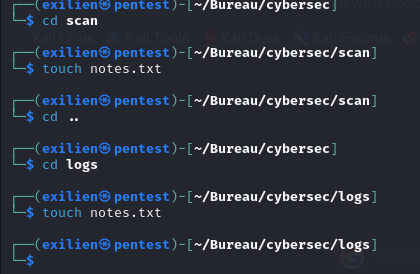 ┌──(exilien㉿pentest)-[~/Bureau/cybersec]
└─$ cd scan
┌──(exilien㉿pentest)-[~/Bureau/cybersec/scan]
└─$ touch notes.txt
┌──(exilien㉿pentest)-[~/Bureau/cybersec/scan]
└─$ cd ..
┌──(exilien㉿pentest)-[~/Bureau/cybersec]
└─$ cd logs
┌──(exilien㉿pentest)-[~/Bureau/cybersec/logs]
└─$ touch notes.txt
┌──(exilien㉿pentest)-[~/Bureau/cybersec/logs]
└─$